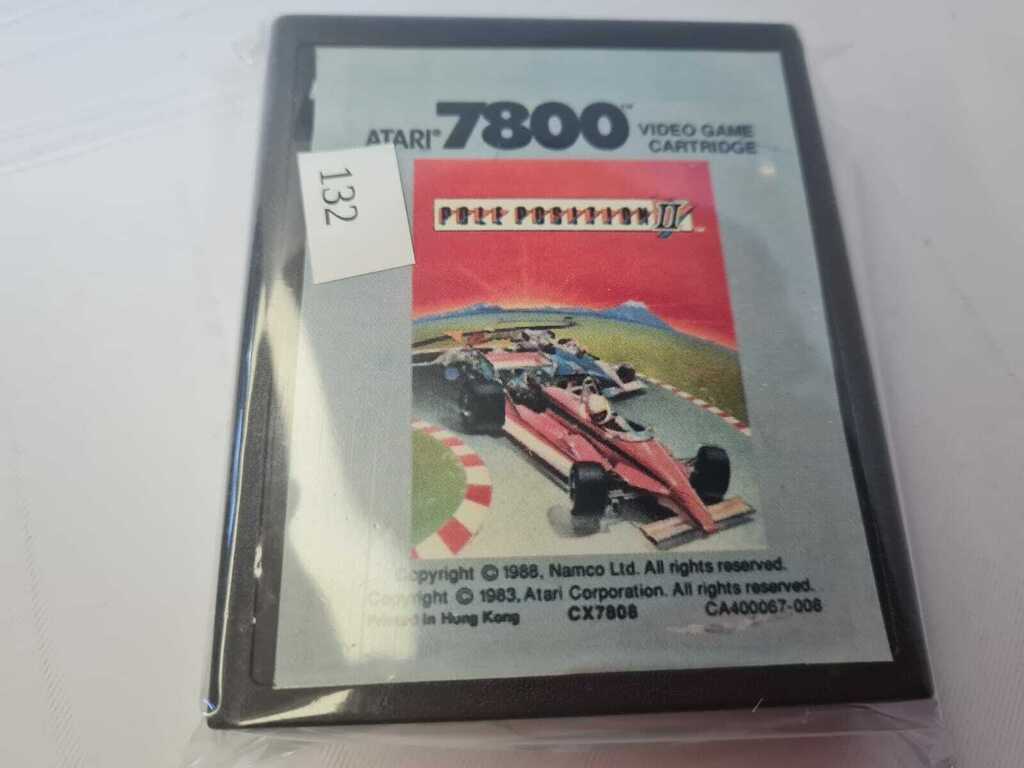 ATARI® 7800™ VIDEO GAME
CARTRIDGE
132
POLE POSITION II™
Copyright © 1988, Namco Ltd. All rights reserved.
Copyright © 1983, Atari Corporation. All rights reserved.
Printed in Hong Kong CX7808 CA400067-008